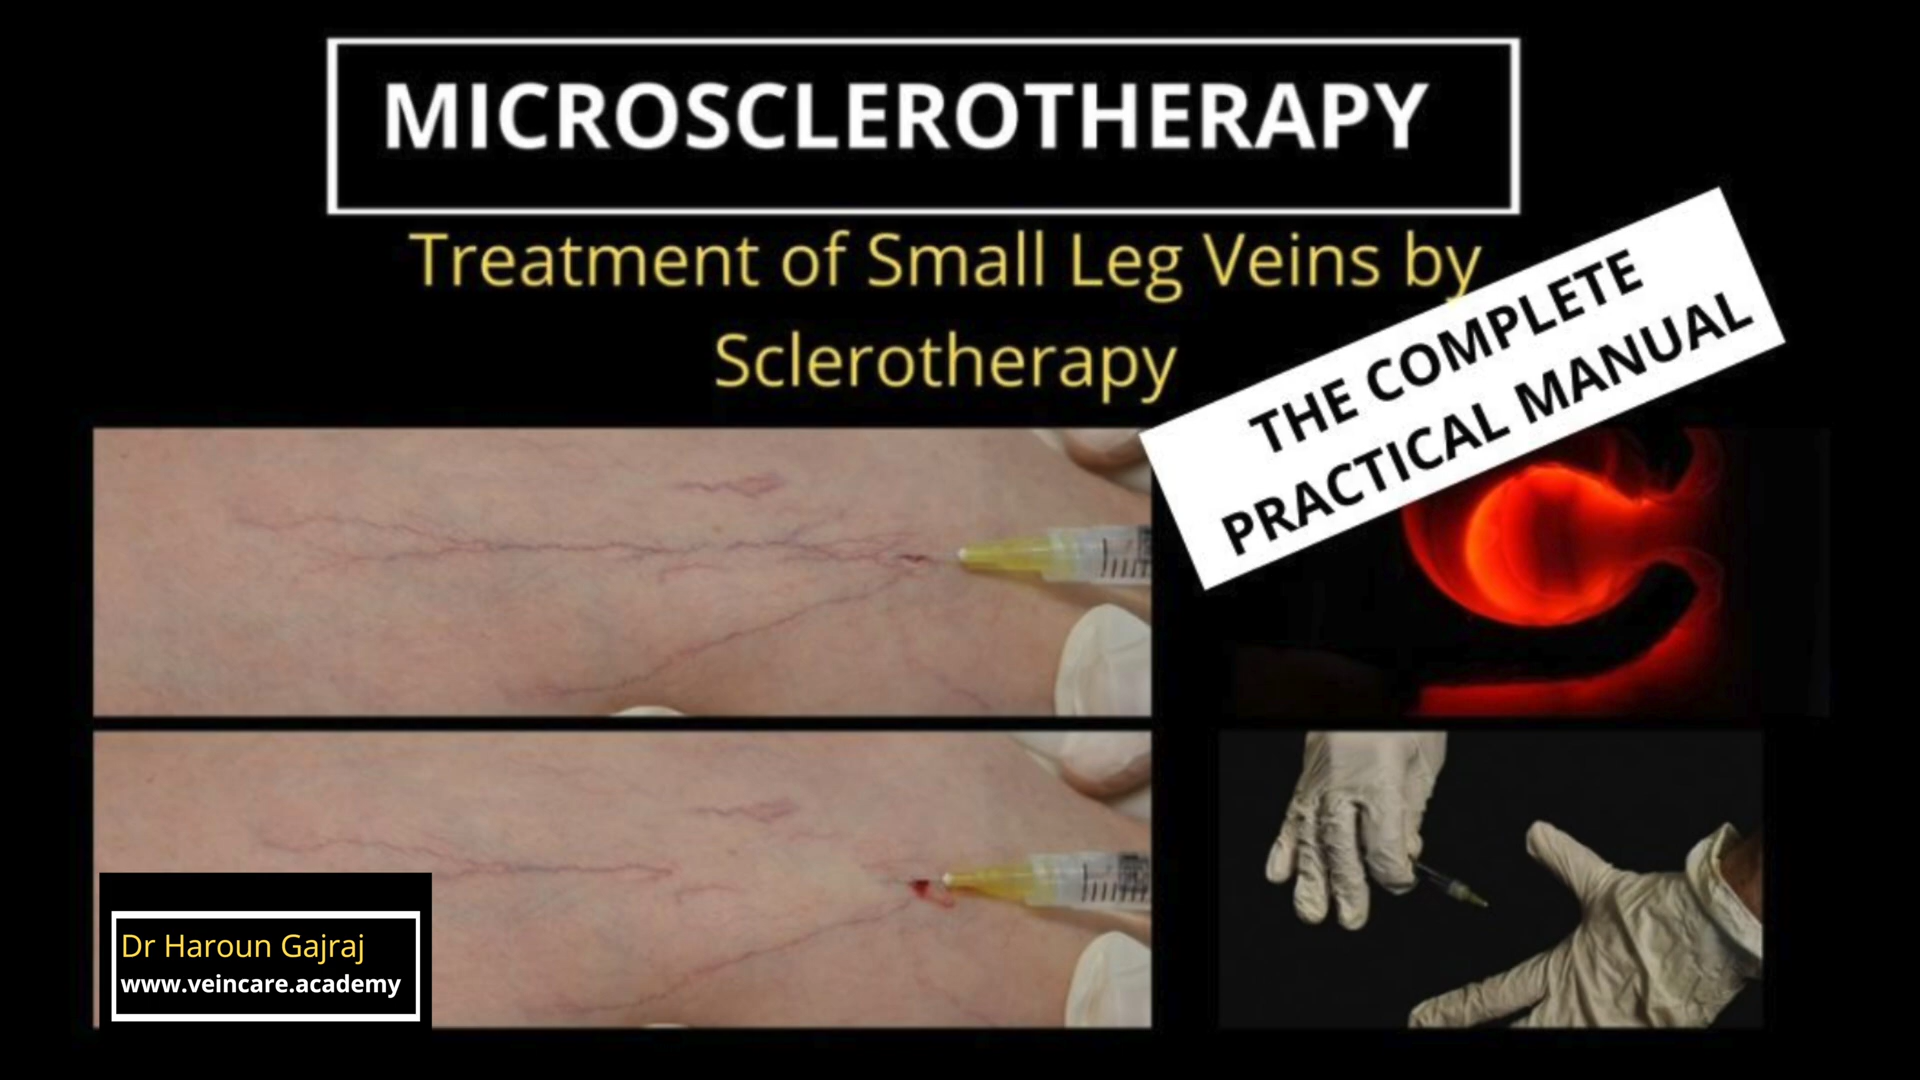 MICROSCLEROTHERAPY
Treatment of Small Leg Veins by
Sclerotherapy
THE COMPLETE
PRACTICAL MANUAL
Dr Haroun Gajraj
www.veincare.academy